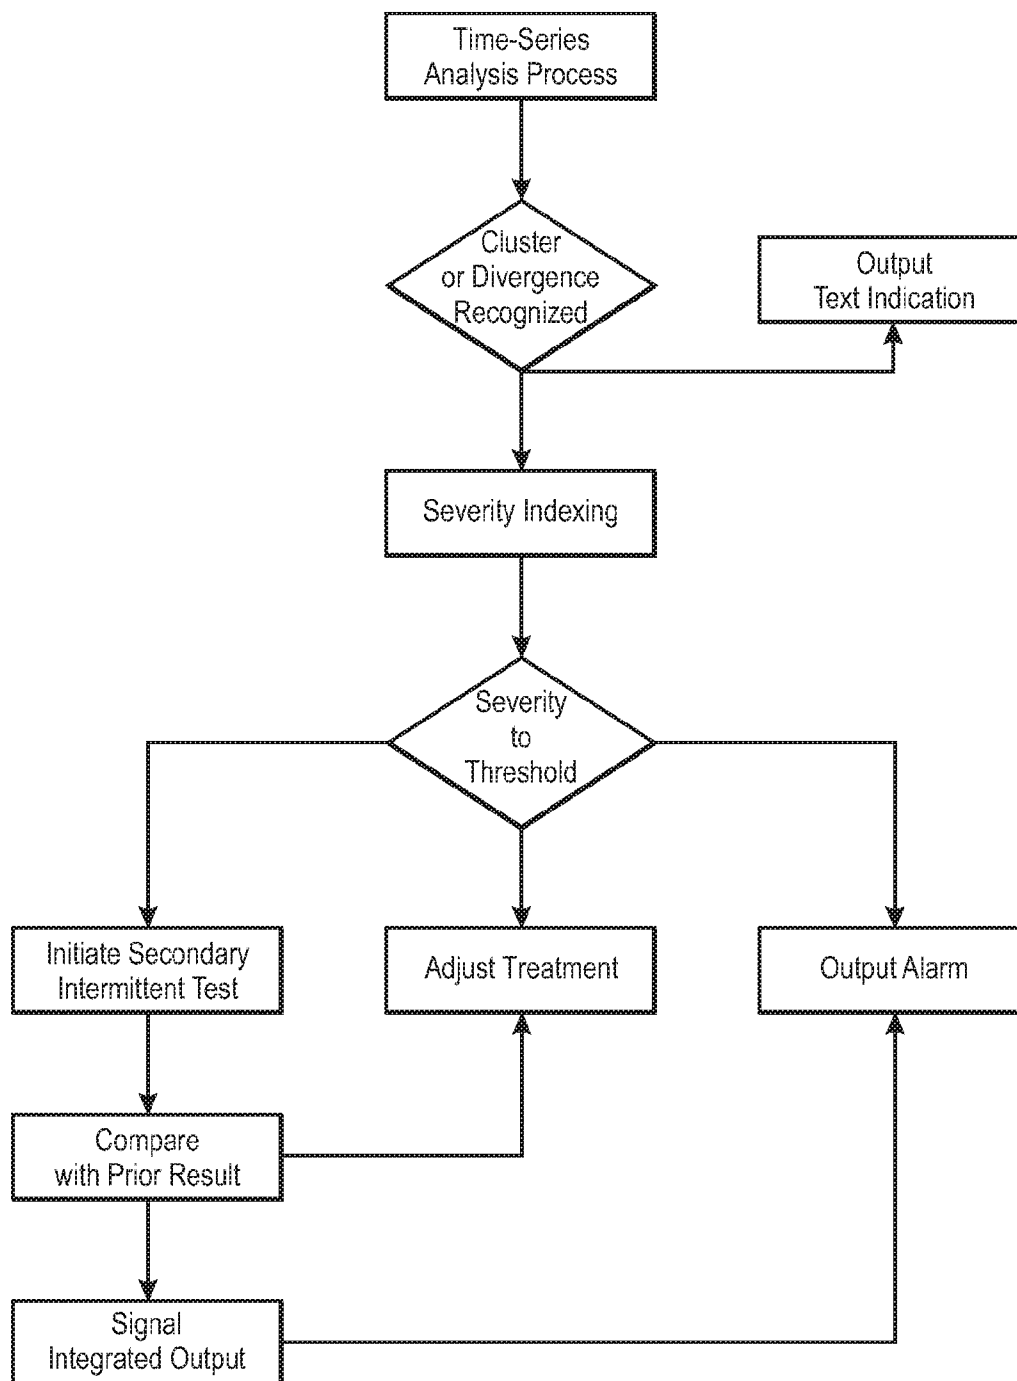 Time-Series
Analysis Process
Cluster
or Divergence
Recognized
Output
Text Indication
Severity Indexing
Severity
to
Threshold
Initiate Secondary
Intermittent Test
Adjust Treatment
Output Alarm
Compare
with Prior Result
Signal
Integrated Output